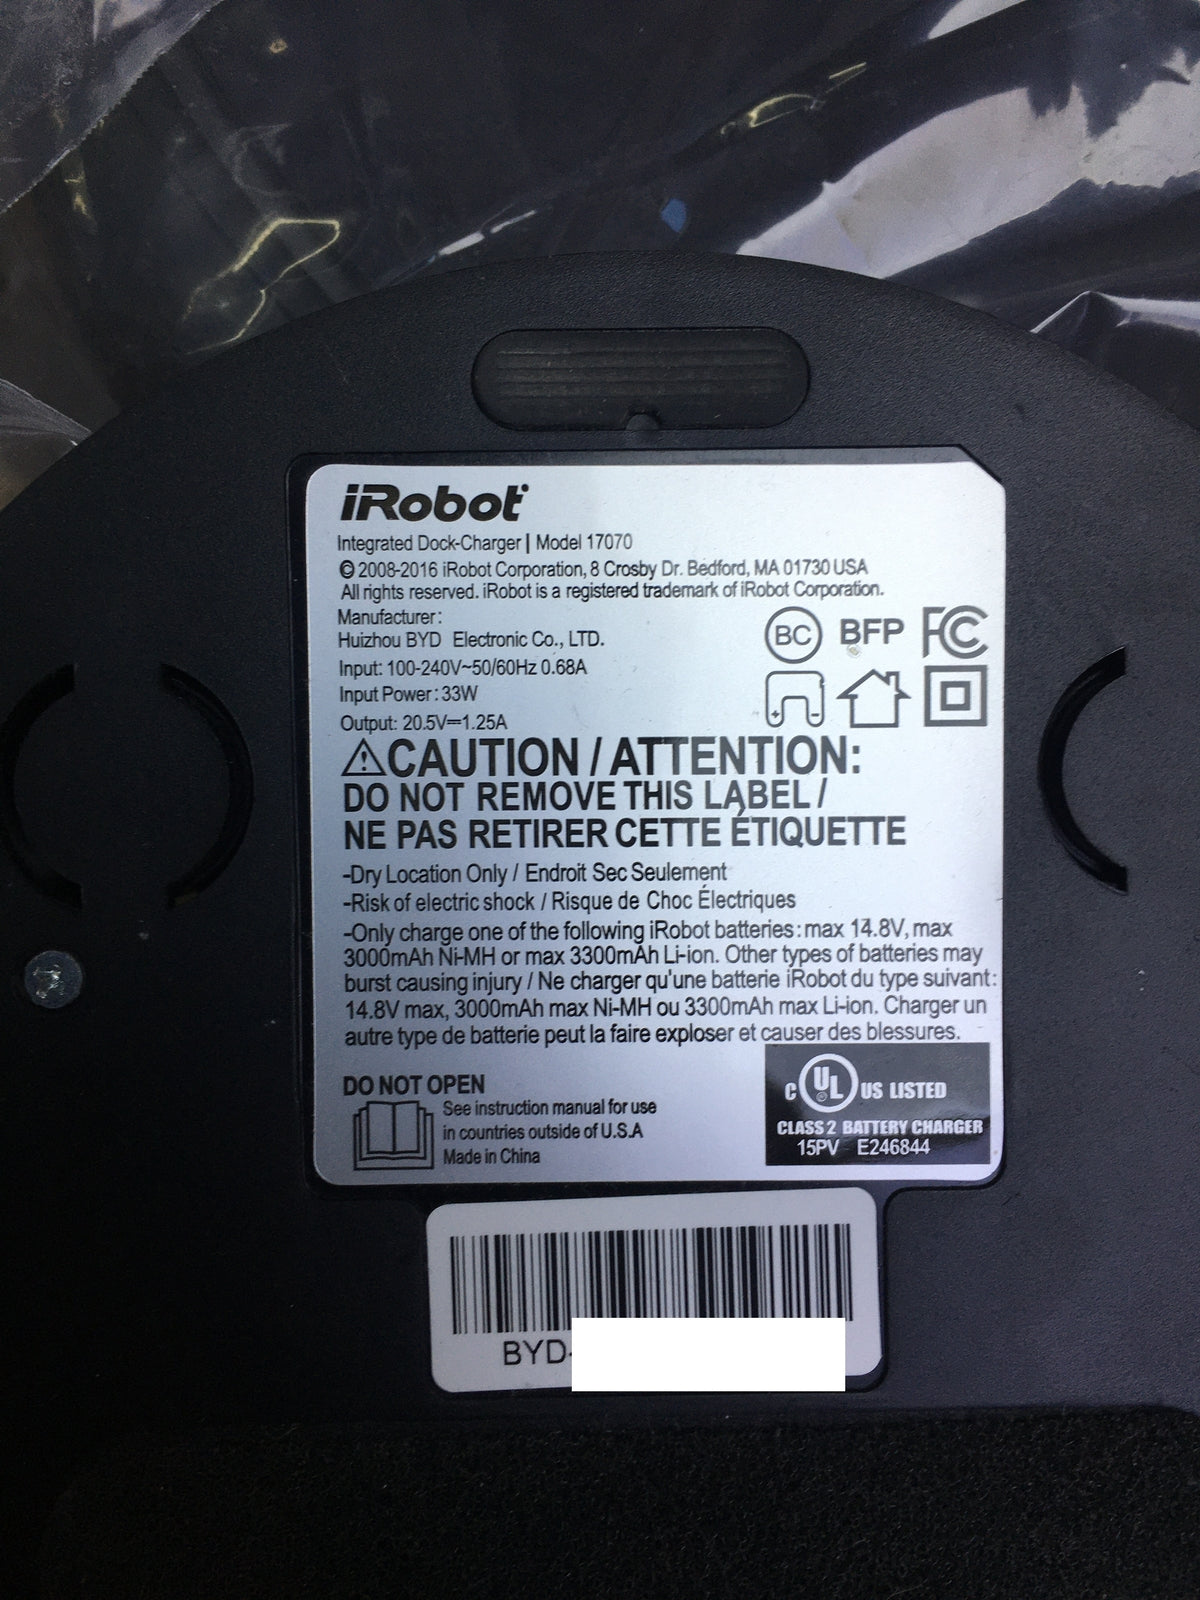 iRobot
Integrated Dock-Charger | Model 17070
© 2008-2016 iRobot Corporation, 8 Crosby Dr. Bedford, MA 01730 USA
All rights reserved. iRobot is a registered trademark of iRobot Corporation.
Manufacturer:
Huizhou BYD Electronic Co., LTD.
Input: 100-240V~50/60Hz 0.68A
Input Power: 33W
Output: 20.5V⎓1.25A
BC BFP FC
+ -
CAUTION / ATTENTION:
DO NOT REMOVE THIS LABEL /
NE PAS RETIRER CETTE ÉTIQUETTE
-Dry Location Only / Endroit Sec Seulement
-Risk of electric shock / Risque de Choc Électriques
-Only charge one of the following iRobot batteries: max 14.8V, max
3000mAh Ni-MH or max 3300mAh Li-ion. Other types of batteries may
burst causing injury / Ne charger qu'une batterie iRobot du type suivant:
14.8V max, 3000mAh max Ni-MH ou 3300mAh max Li-ion. Charger un
autre type de batterie peut la faire exploser et causer des blessures.
DO NOT OPEN
See instruction manual for use
in countries outside of U.S.A
Made in China
C UL ® US LISTED
CLASS 2 BATTERY CHARGER
15PV E246844
BYD-